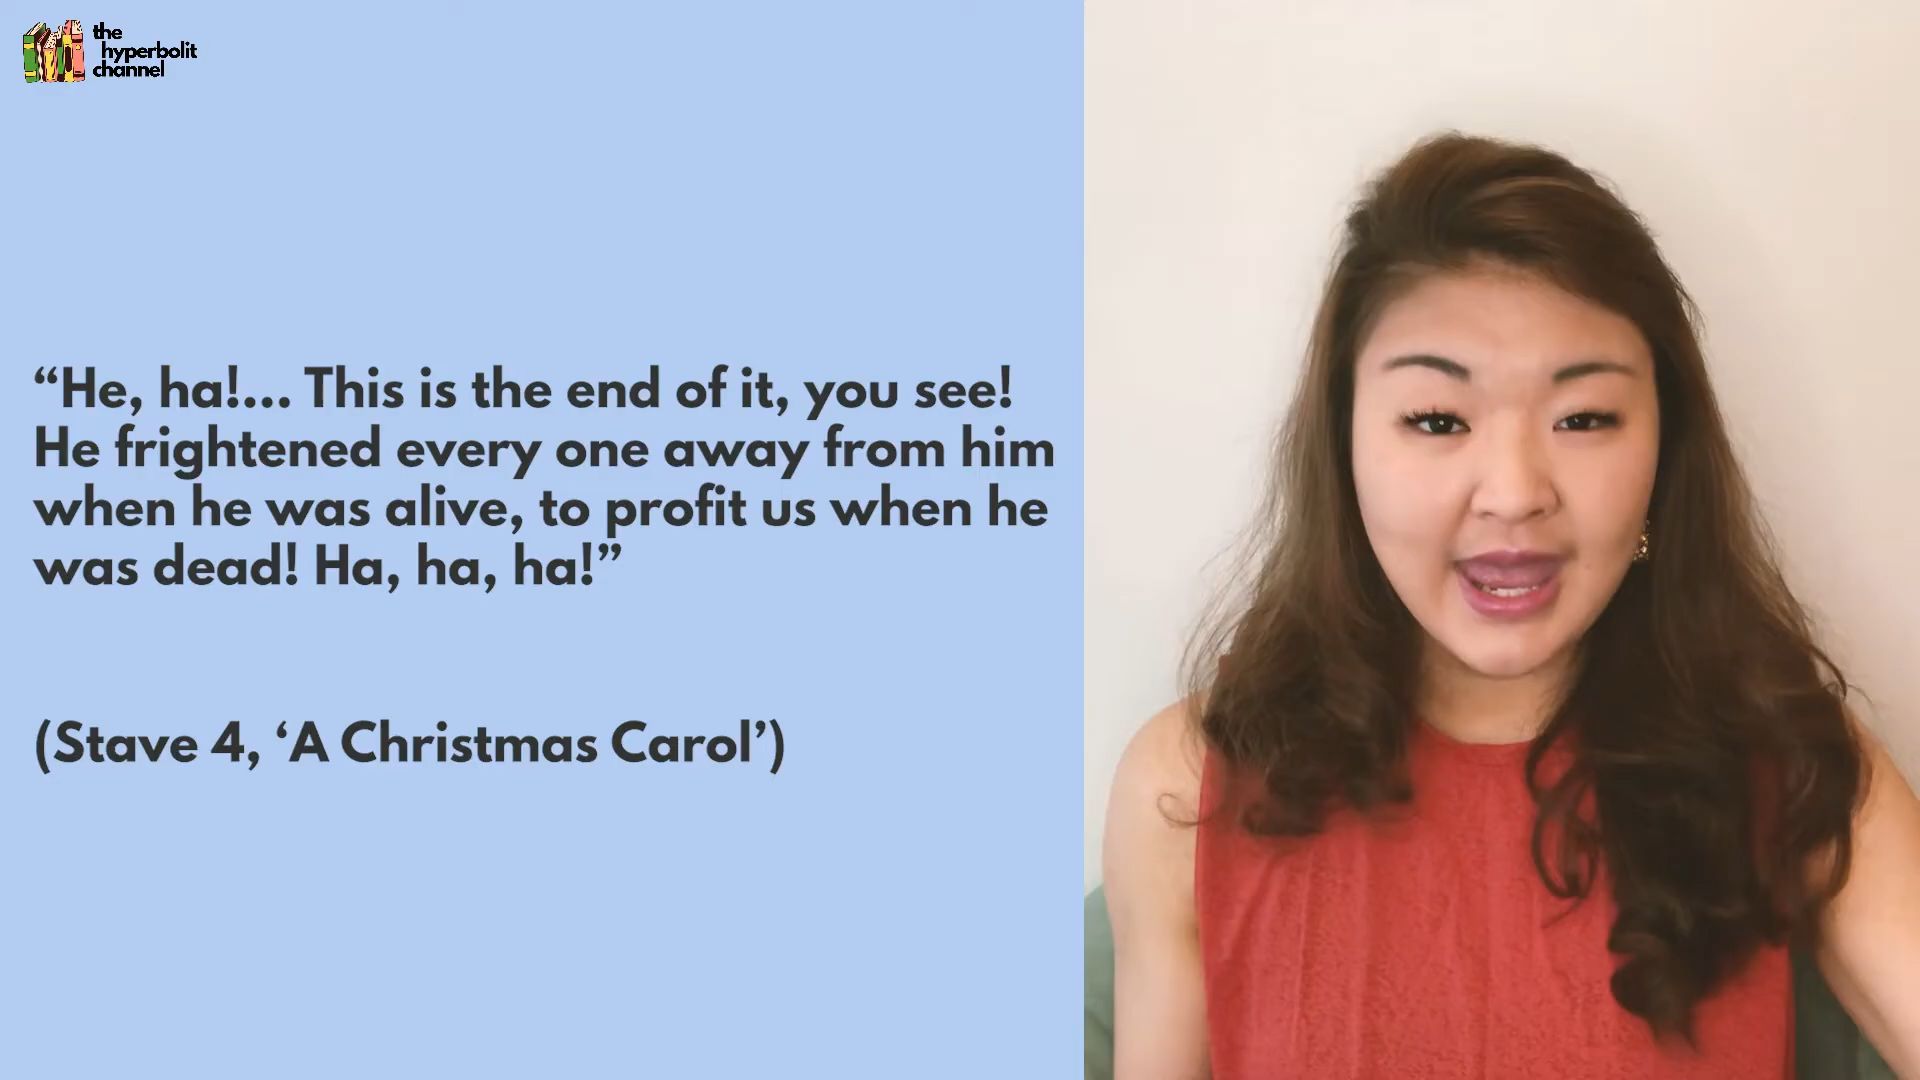 the
hyperbolit
channel
“He, ha!... This is the end of it, you see!
He frightened every one away from him
when he was alive, to profit us when he
was dead! Ha, ha, ha!”
(Stave 4, ‘A Christmas Carol’)